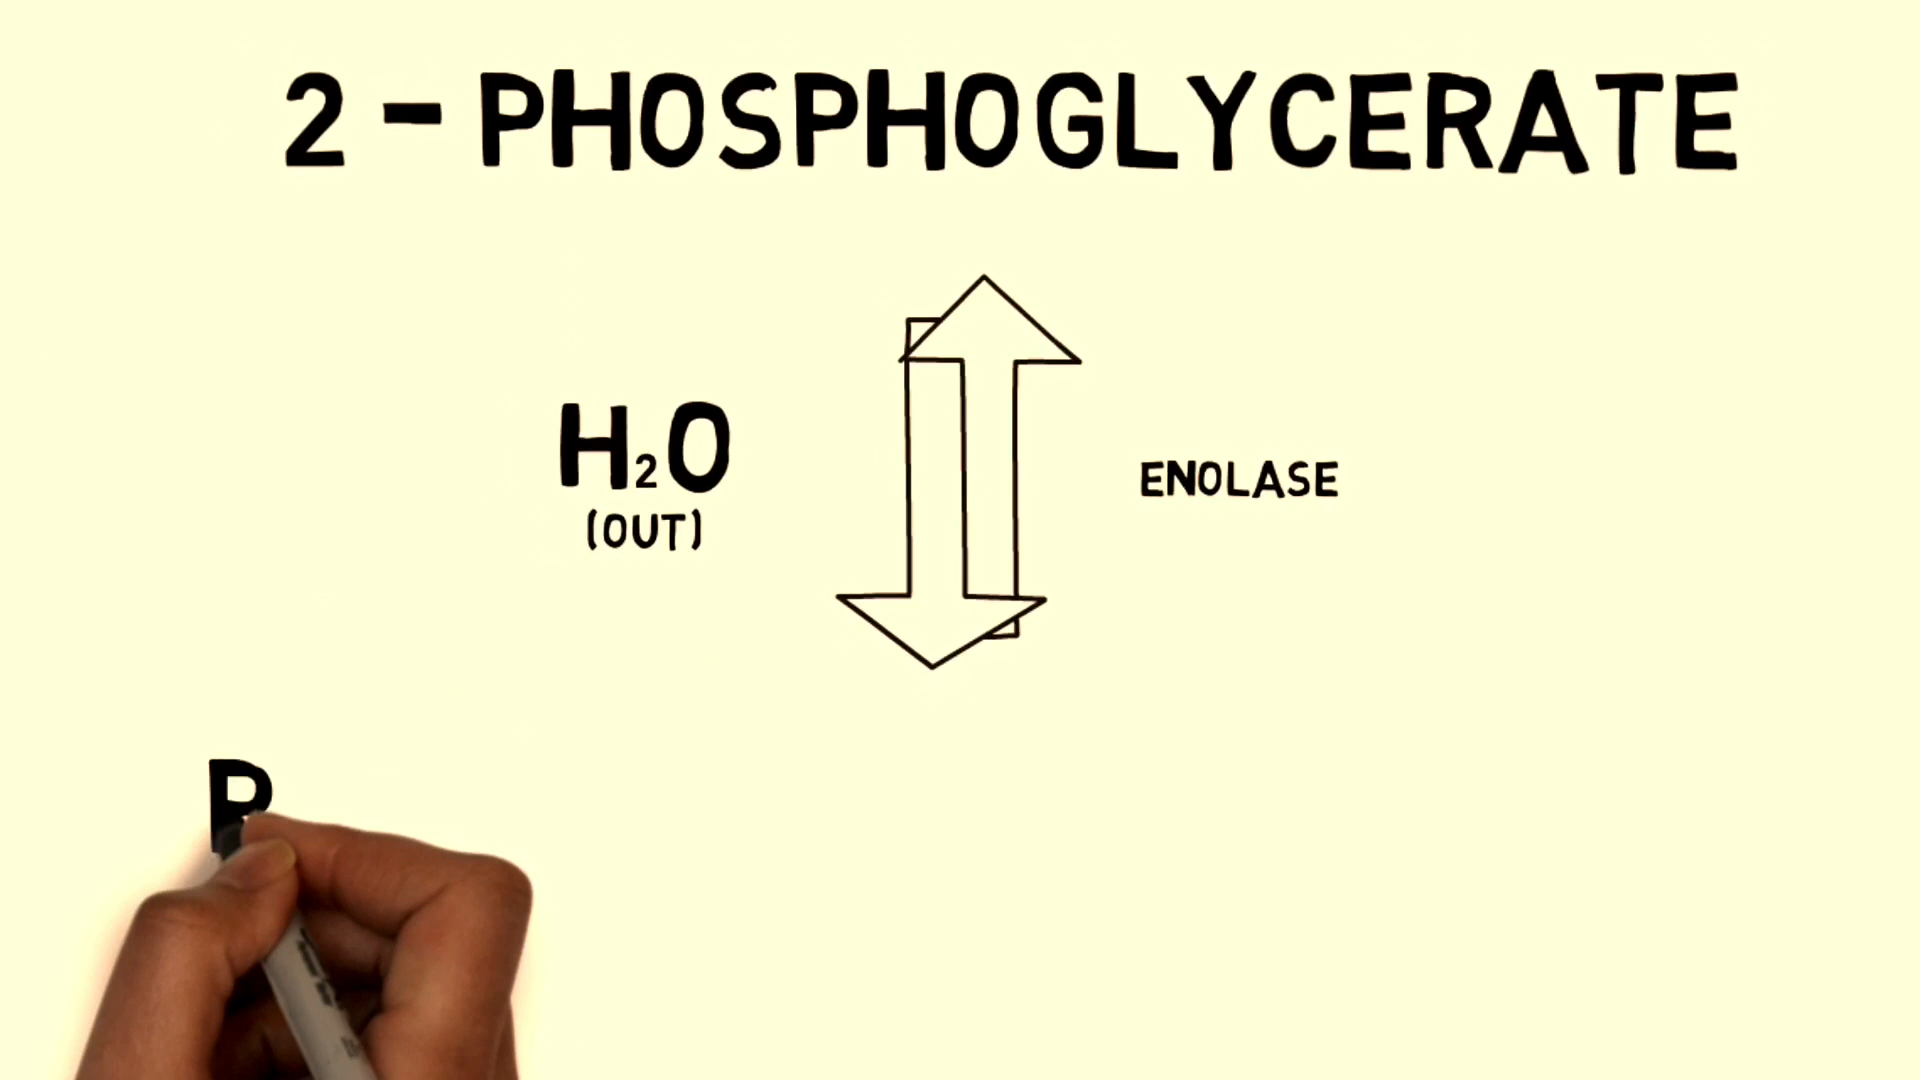 2 - PHOSPHOGLYCERATE
H₂O
(OUT)
ENOLASE
P